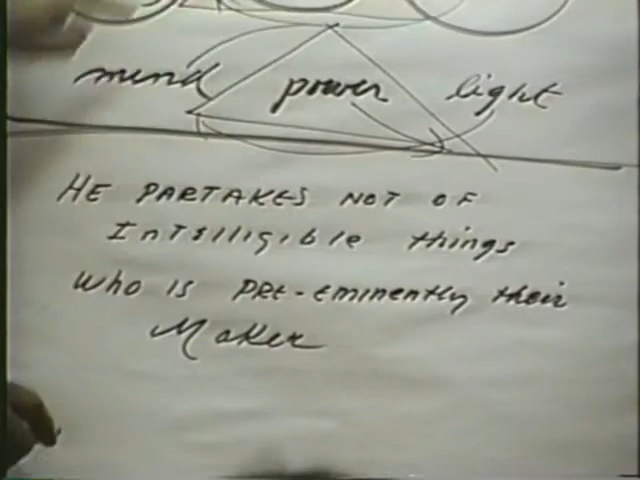 mind power light
HE PARTAKES NOT OF
Intelligible things
who is PRE-eminently their
Maker